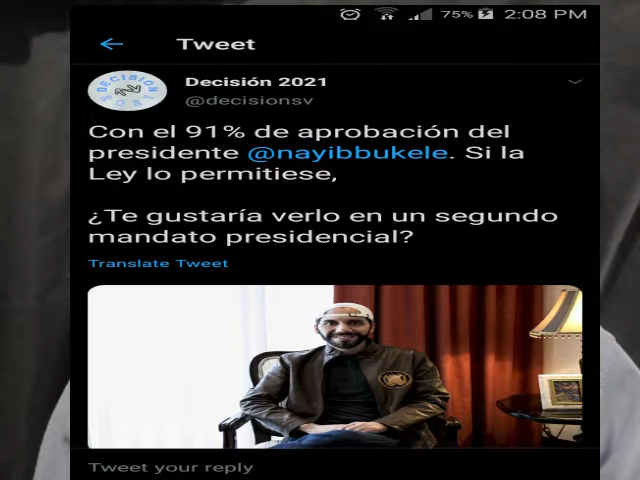 75% 2:08 PM
Tweet
DECISION
Decisión 2021
@decisionsv
Con el 91% de aprobación del
presidente @nayibbukele. Si la
Ley lo permitiese,
¿Te gustaría verlo en un segundo
mandato presidencial?
Translate Tweet
Tweet your reply